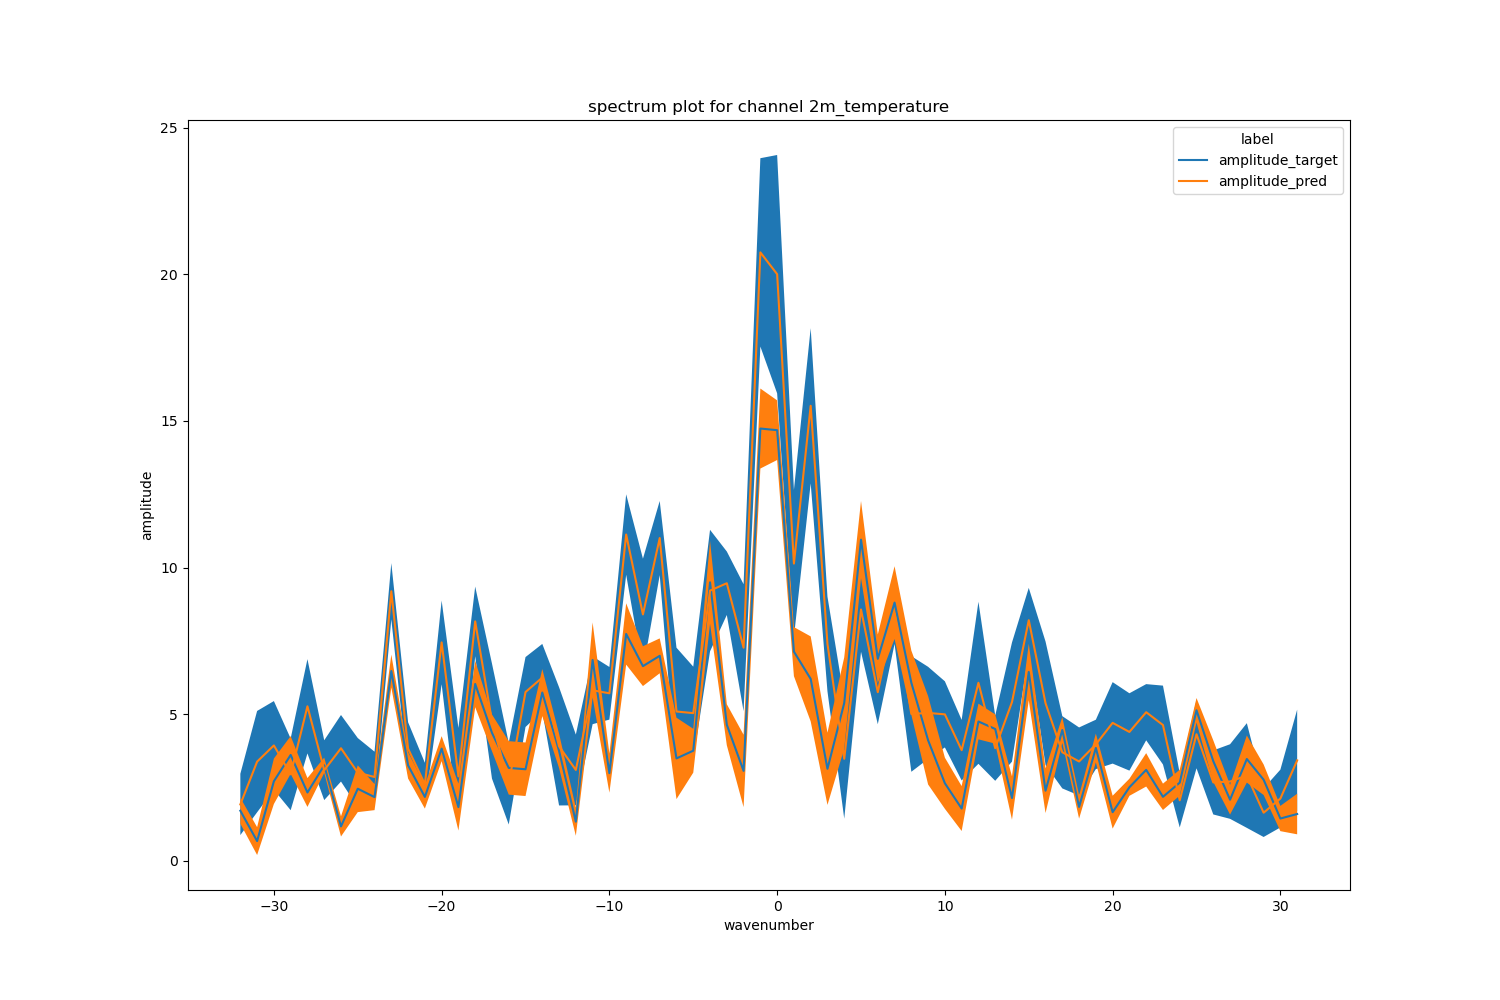 spectrum plot for channel 2m_temperature
label
amplitude_target
amplitude_pred
25
20
15
10
5
0
amplitude
−30
−20
−10
0
10
20
30
wavenumber